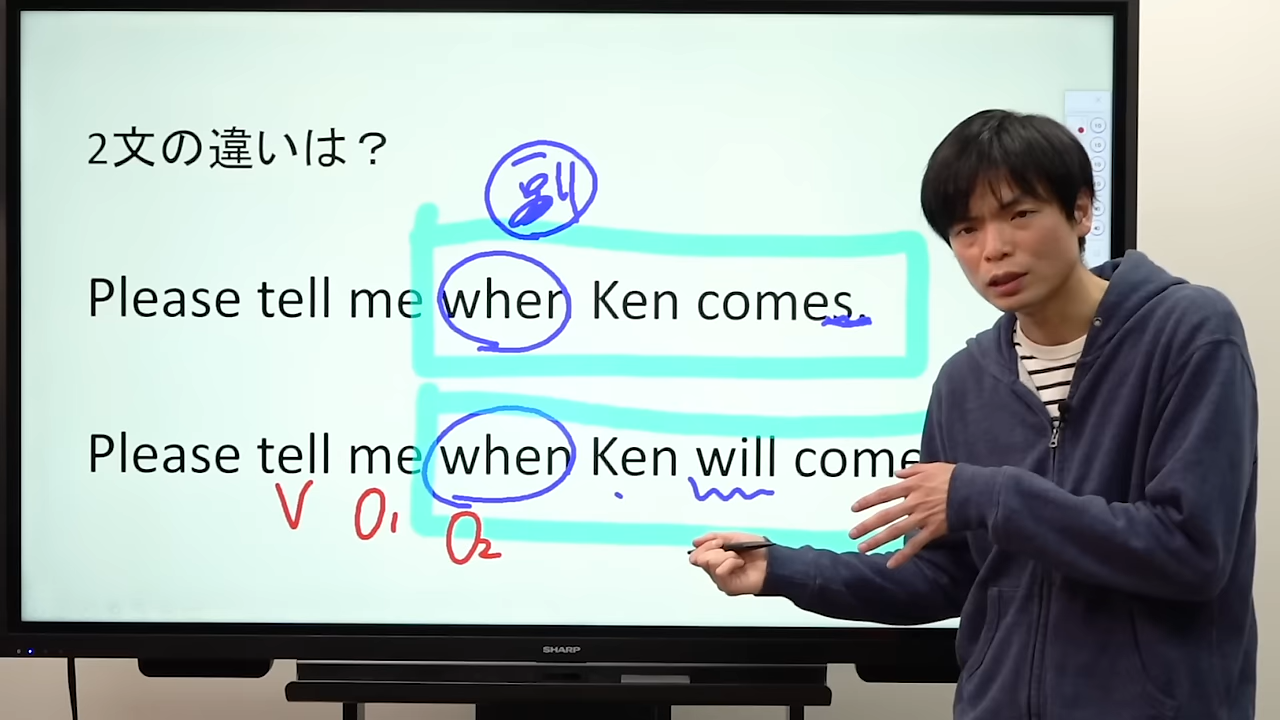 2文の違いは？
副
Please tell me when Ken comes.
Please tell me when Ken will come
V O₁ O₂
SHARP